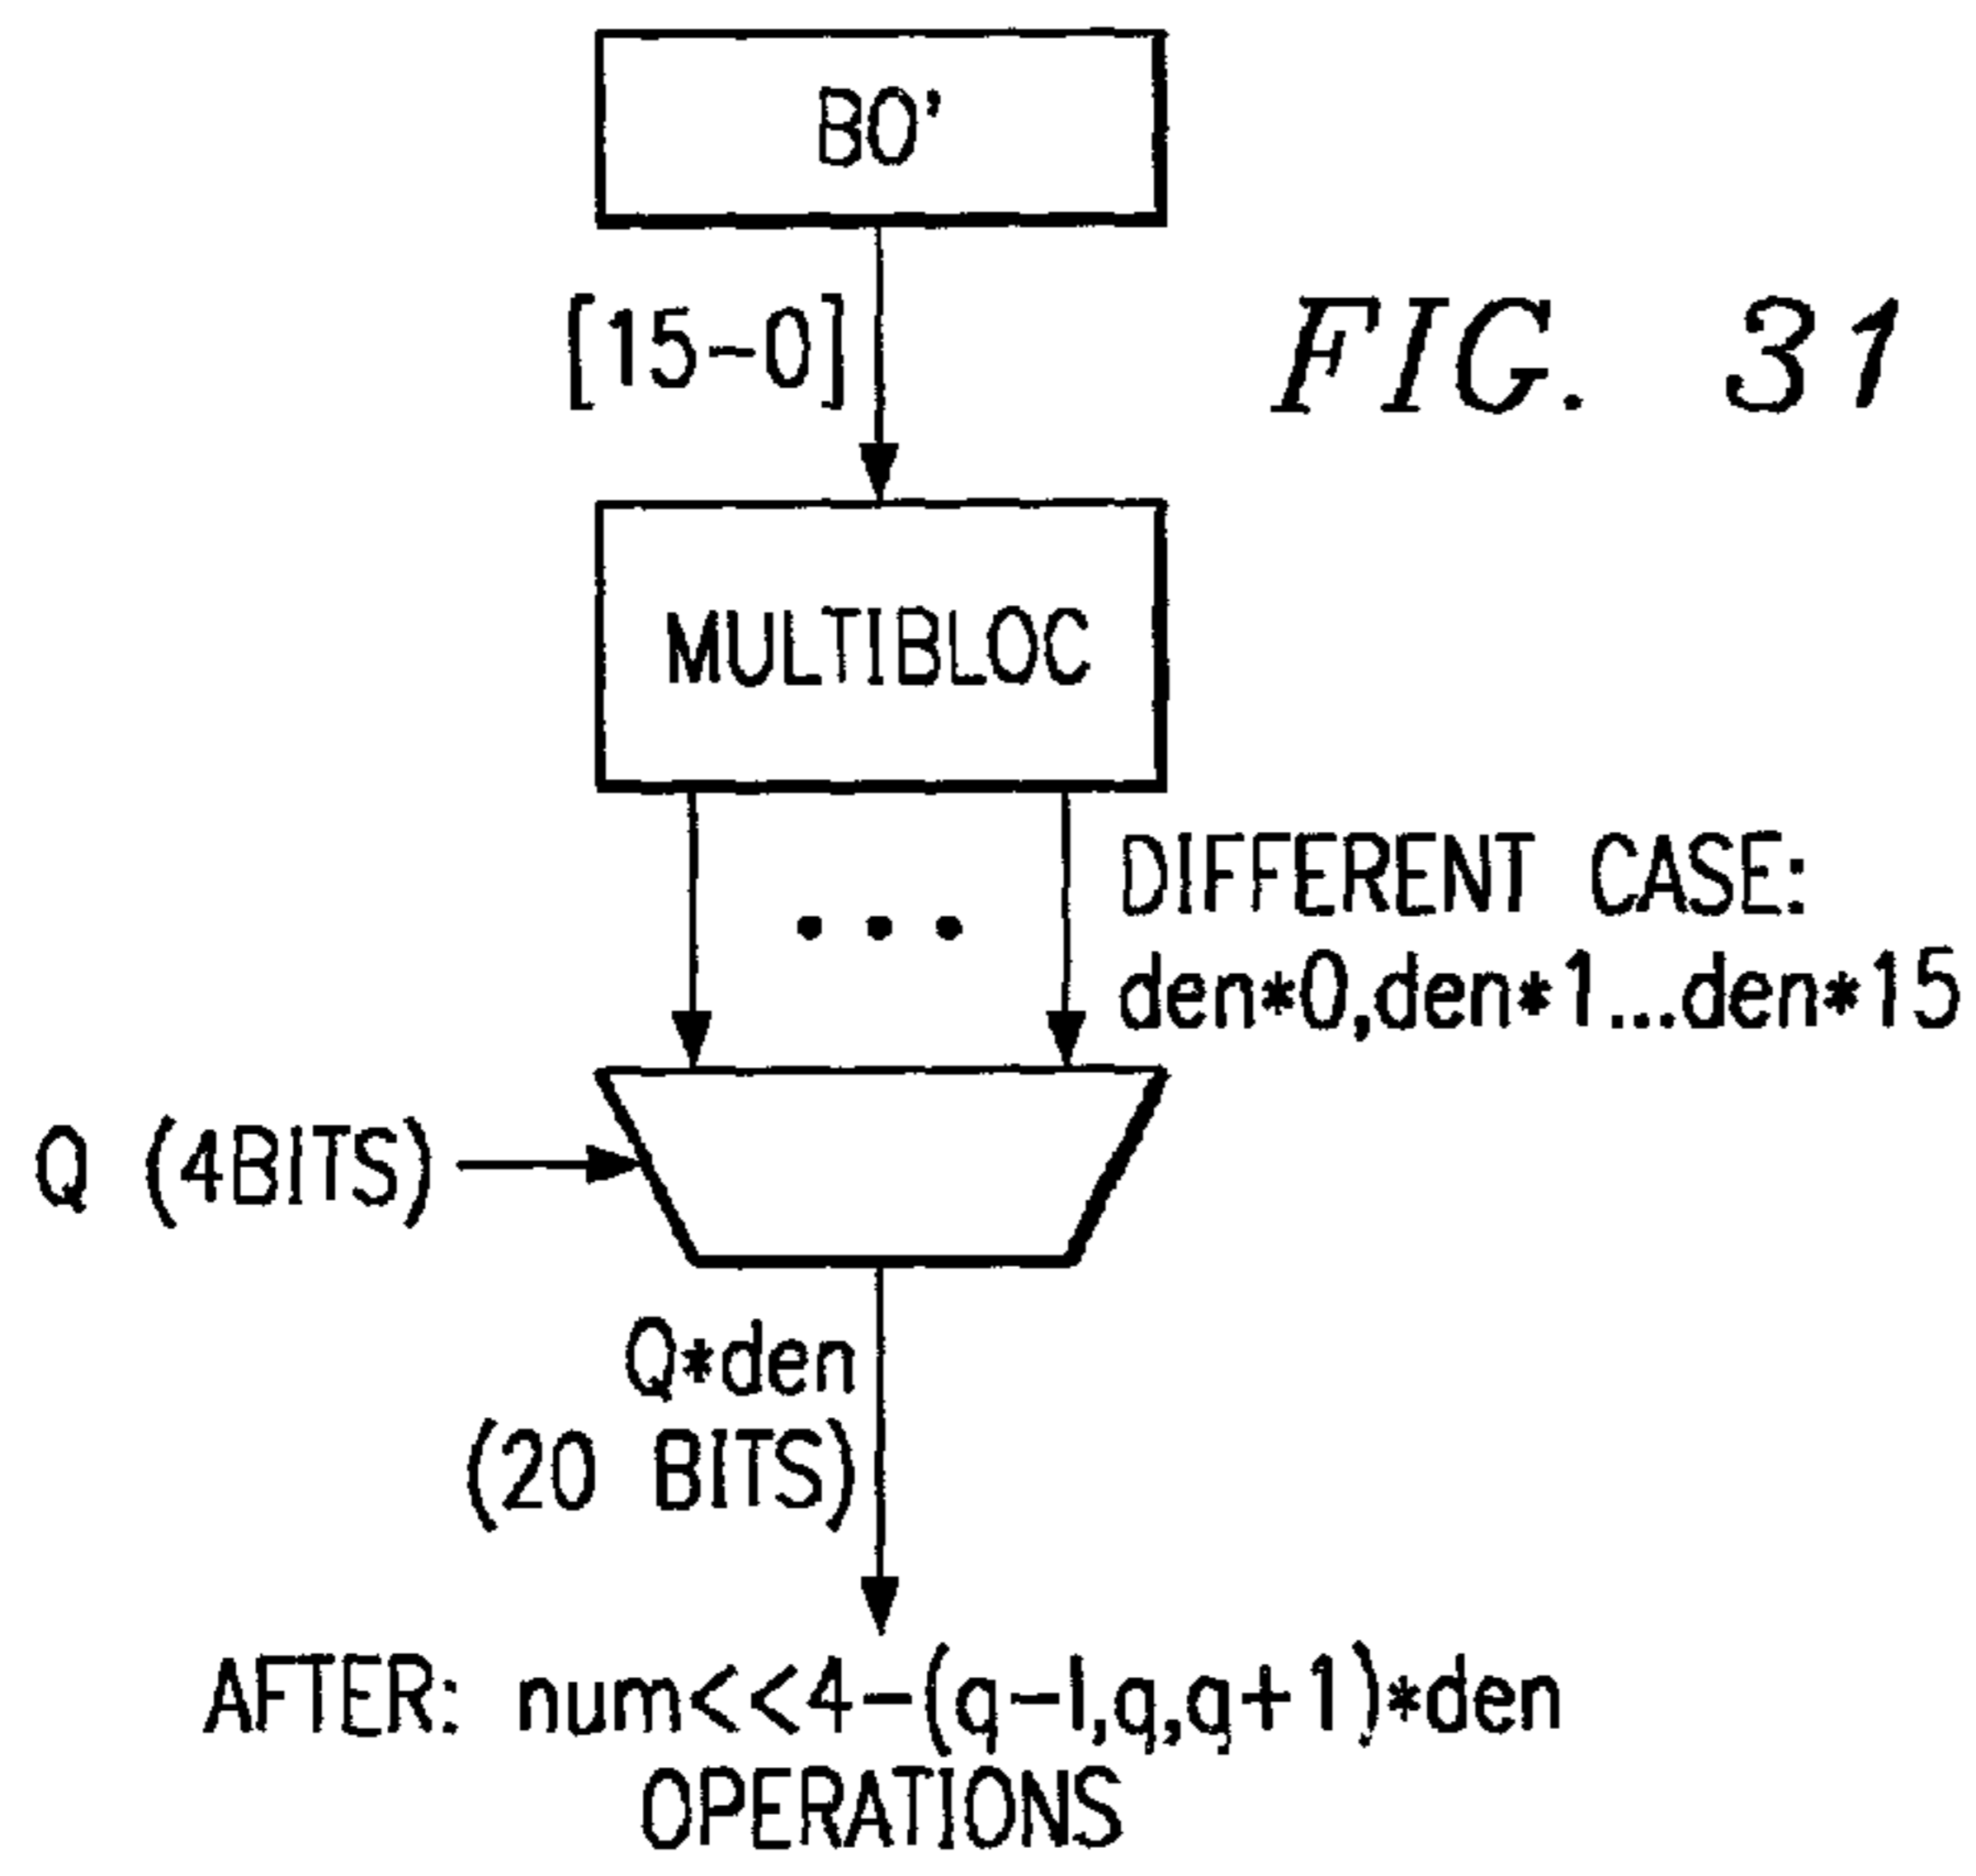 BO'
[15-0]
FIG. 31
MULTIBLOC
DIFFERENT CASE:
den*0,den*1...den*15
Q (4BITS)
Q*den
(20 BITS)
AFTER: num<<4-(q-l,q,q+1)*den
OPERATIONS